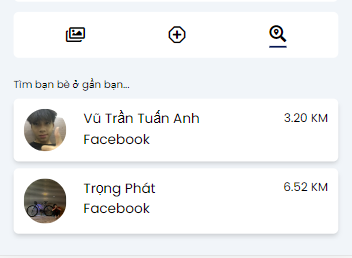 Tìm bạn bè ở gần bạn...
Vũ Trần Tuấn Anh 3.20 KM
Facebook
Trọng Phát 6.52 KM
Facebook